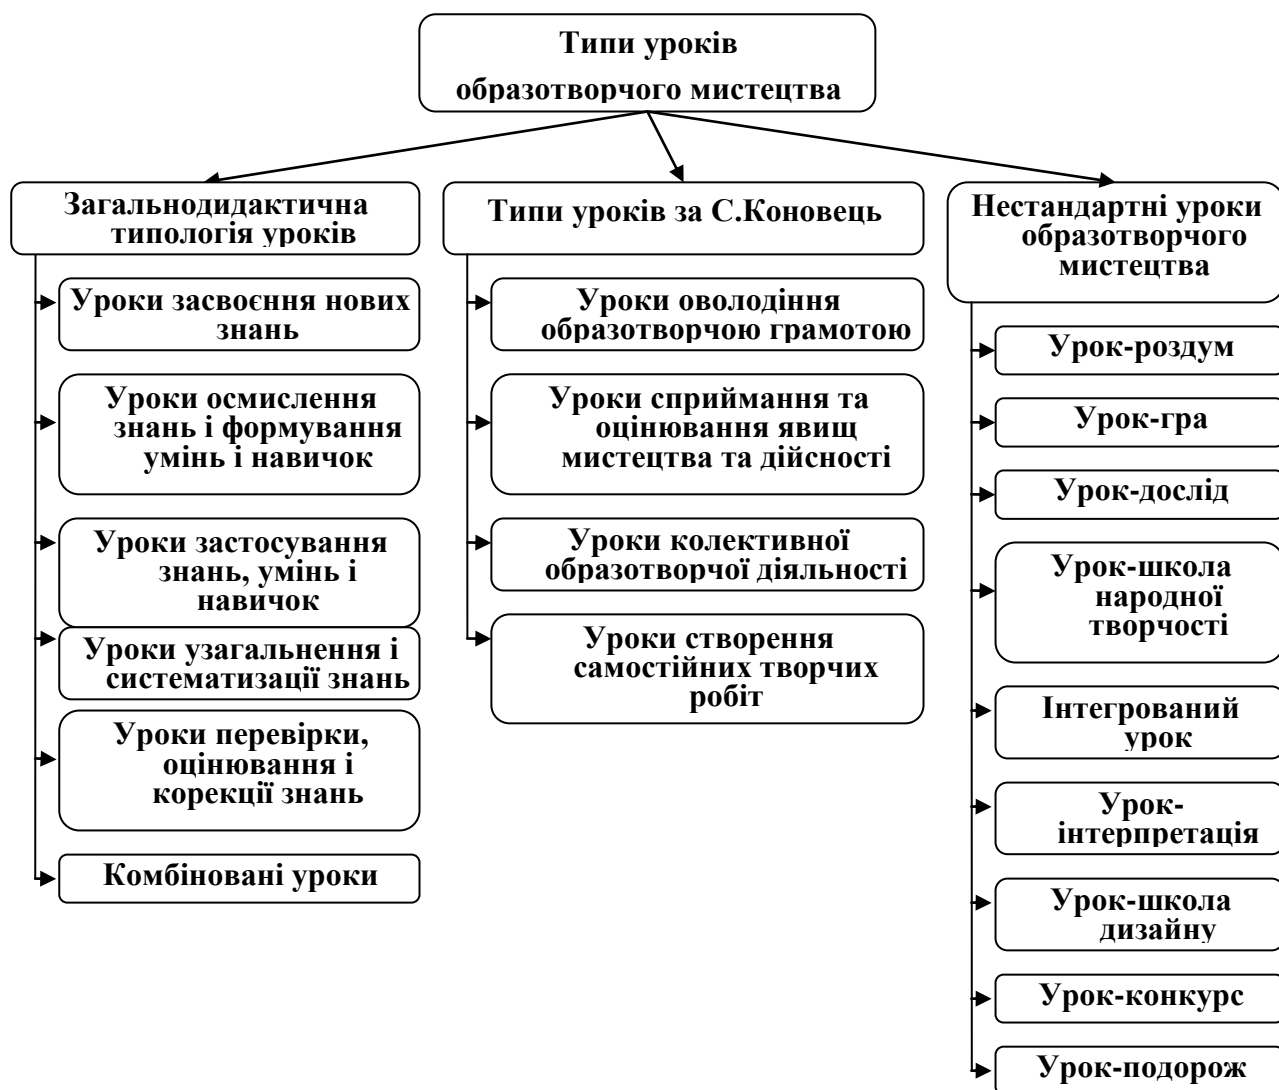 Типи уроків
образотворчого мистецтва
Загальнодидактична
типологія уроків
Уроки засвоєння нових
знань
Уроки осмислення
знань і формування
умінь і навичок
Уроки застосування
знань, умінь і
навичок
Уроки узагальнення і
систематизації знань
Уроки перевірки,
оцінювання і
корекції знань
Комбіновані уроки
Типи уроків за С.Коновець
Уроки оволодіння
образотворчою грамотою
Уроки сприймання та
оцінювання явищ
мистецтва та дійсності
Уроки колективної
образотворчої діяльності
Уроки створення
самостійних творчих
робіт
Нестандартні уроки
образотворчого
мистецтва
Урок-роздум
Урок-гра
Урок-дослід
Урок-школа
народної
творчості
Інтегрований
урок
Урок-
інтерпретація
Урок-школа
дизайну
Урок-конкурс
Урок-подорож